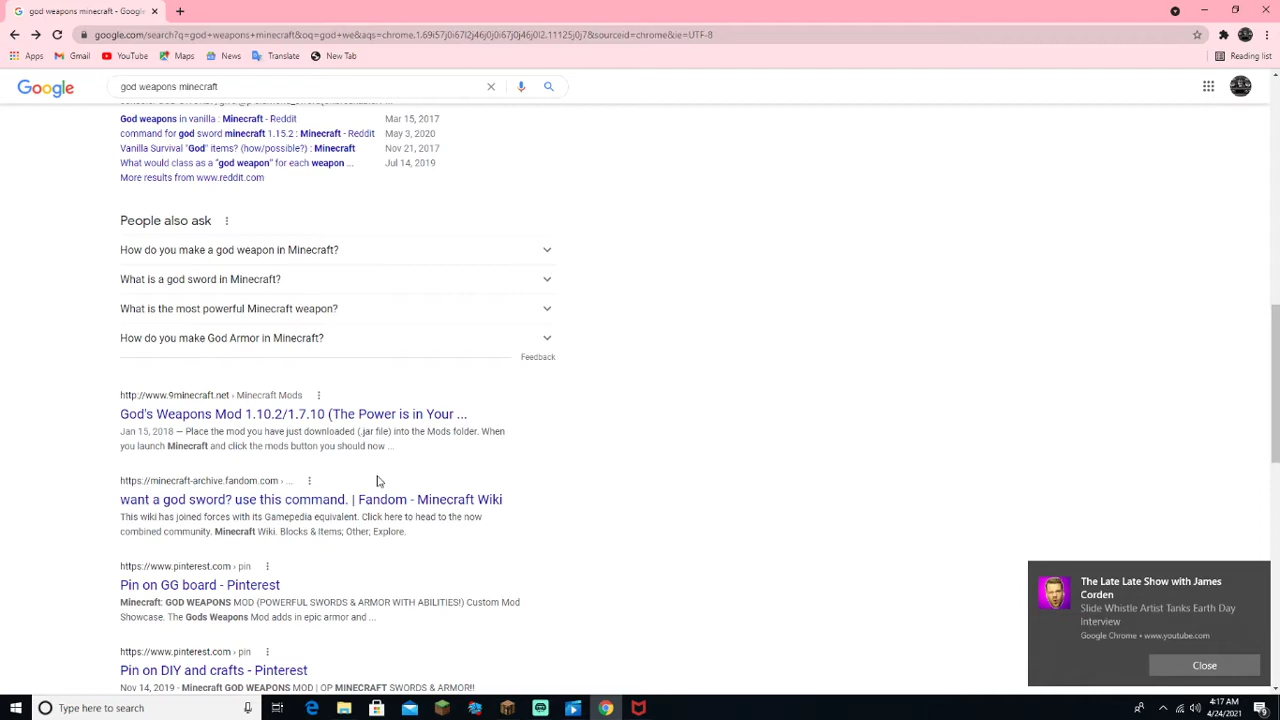 god weapons minecraft - Google
google.com/search?q=god+weapons+minecraft&oq=god+we&aqs=chrome.1.69i57j0i67l2j46j0j0i67j0j46j0l2.11125j0j7&sourceid=chrome&ie=UTF-8
Apps Gmail YouTube Maps News Translate New Tab Reading list
Google god weapons minecraft
God weapons in vanilla : Minecraft - Reddit Mar 15, 2017
command for god sword minecraft 1.15.2 : Minecraft - Reddit May 3, 2020
Vanilla Survival "God" items? (how/possible?) : Minecraft Nov 21, 2017
What would class as a "god weapon" for each weapon ... Jul 14, 2019
More results from www.reddit.com
People also ask
How do you make a god weapon in Minecraft?
What is a god sword in Minecraft?
What is the most powerful Minecraft weapon?
How do you make God Armor in Minecraft?
Feedback
http://www.9minecraft.net › Minecraft Mods
God's Weapons Mod 1.10.2/1.7.10 (The Power is in Your ...
Jan 15, 2018 — Place the mod you have just downloaded (.jar file) into the Mods folder. When
you launch Minecraft and click the mods button you should now ...
https://minecraft-archive.fandom.com › ...
want a god sword? use this command. | Fandom - Minecraft Wiki
This wiki has joined forces with its Gamepedia equivalent. Click here to head to the now
combined community. Minecraft Wiki. Blocks & Items; Other; Explore.
https://www.pinterest.com › pin
Pin on GG board - Pinterest
Minecraft: GOD WEAPONS MOD (POWERFUL SWORDS & ARMOR WITH ABILITIES!) Custom Mod
Showcase. The Gods Weapons Mod adds in epic armor and ...
https://www.pinterest.com › pin
Pin on DIY and crafts - Pinterest
Nov 14, 2019 - Minecraft GOD WEAPONS MOD | OP MINECRAFT SWORDS & ARMOR!!
The Late Late Show with James
Corden
Slide Whistle Artist Tanks Earth Day
Interview
Google Chrome • www.youtube.com
Close
Type here to search
4:17 AM
4/24/2021